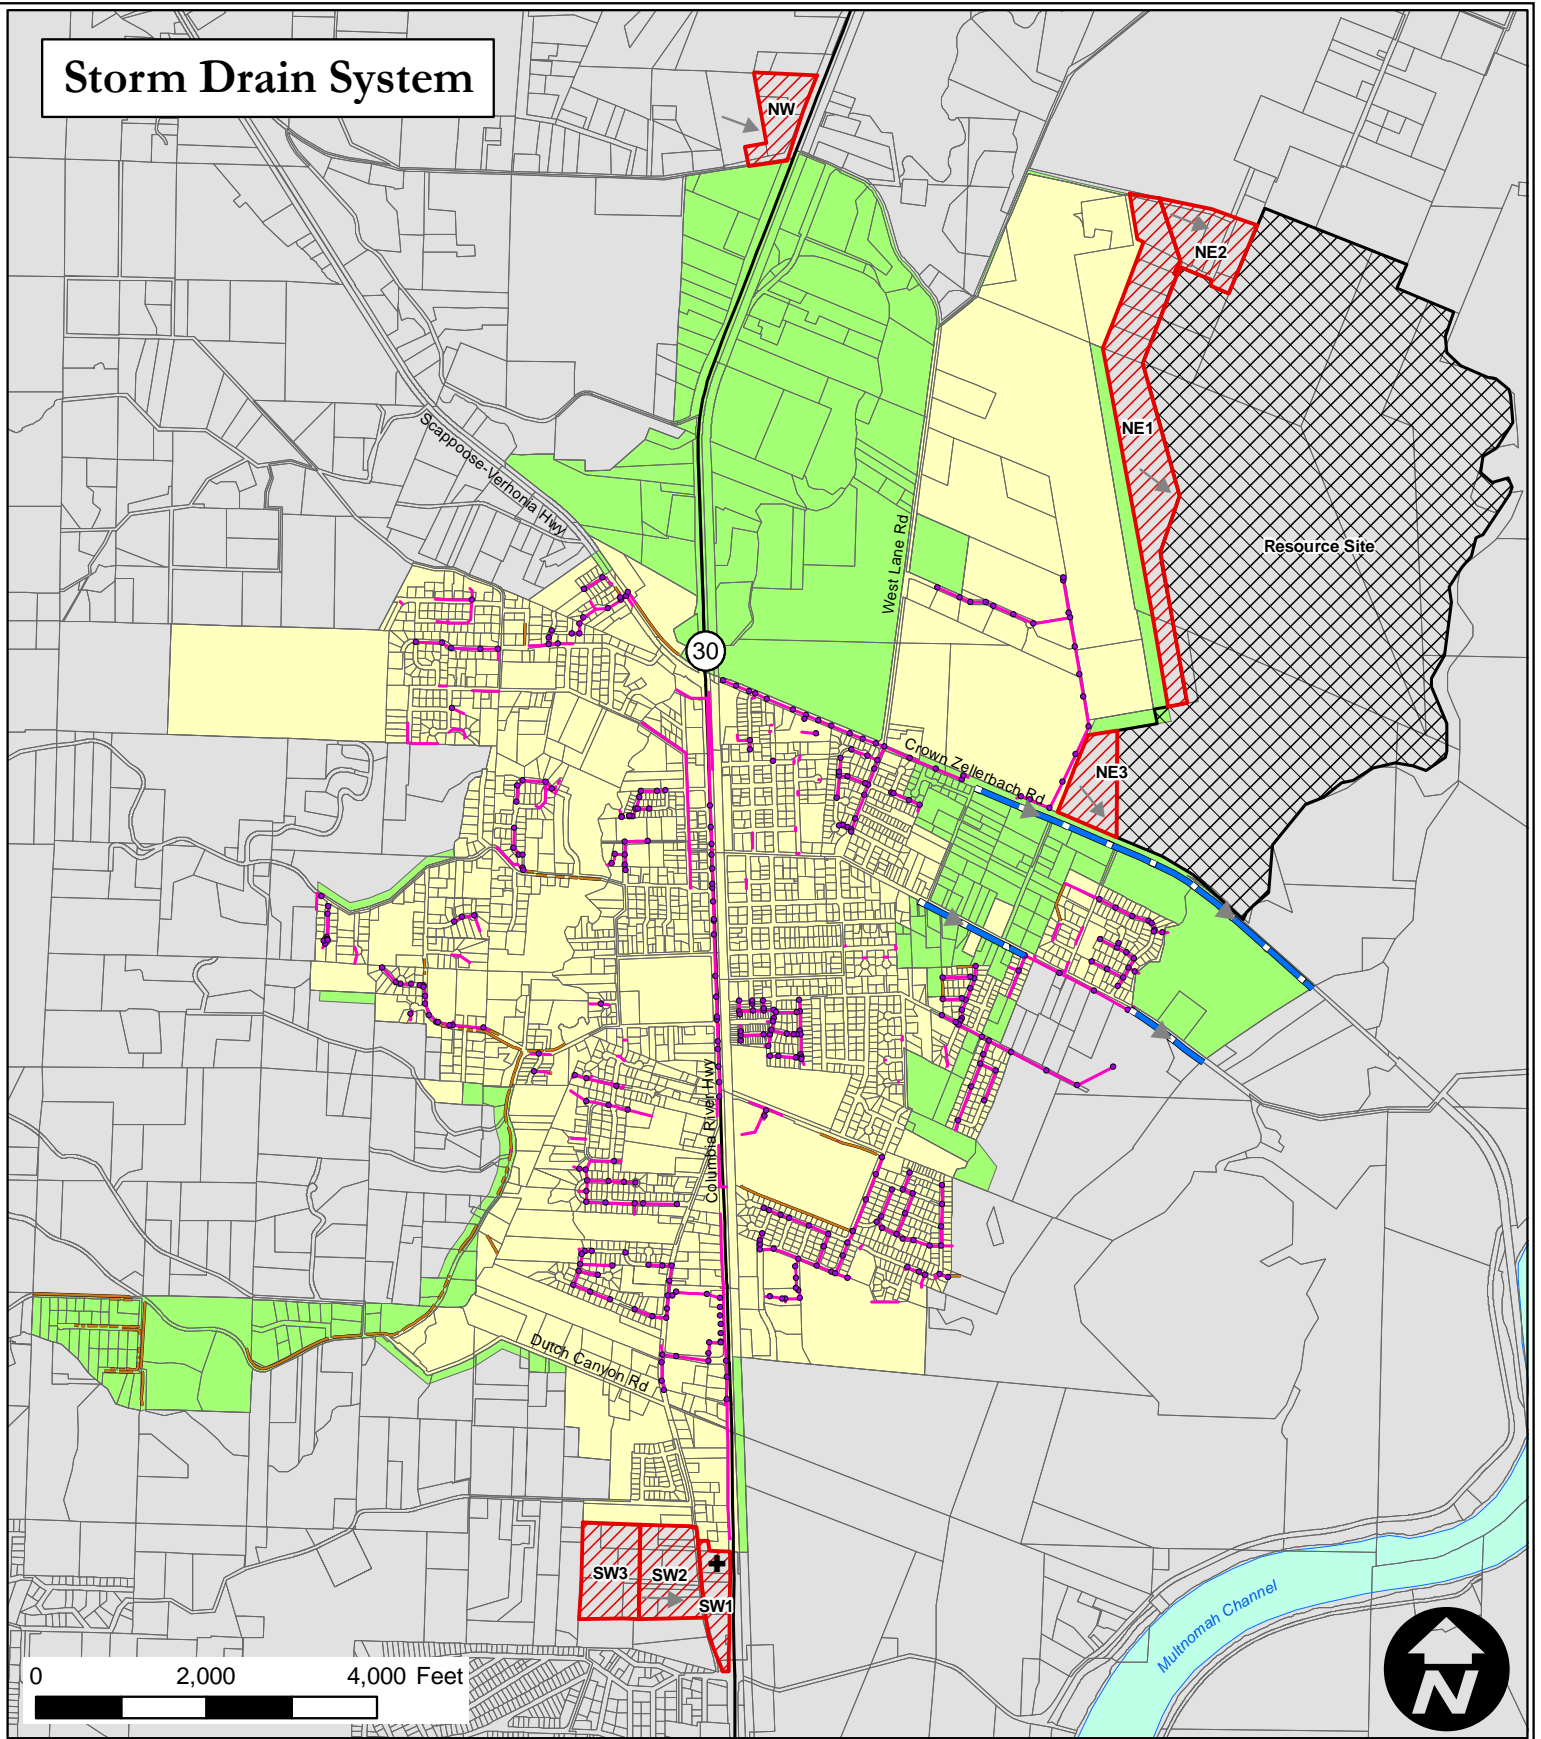 Storm Drain System
NW
NE2
NE1
Scappoose-Vernonia Hwy
West Lane Rd
Resource Site
30
Crown Zellerbach Rd
NE3
Columbia River Hwy
Dutch Canyon Rd
SW3
SW2
SW1
Multnomah Channel
0 2,000 4,000 Feet
N